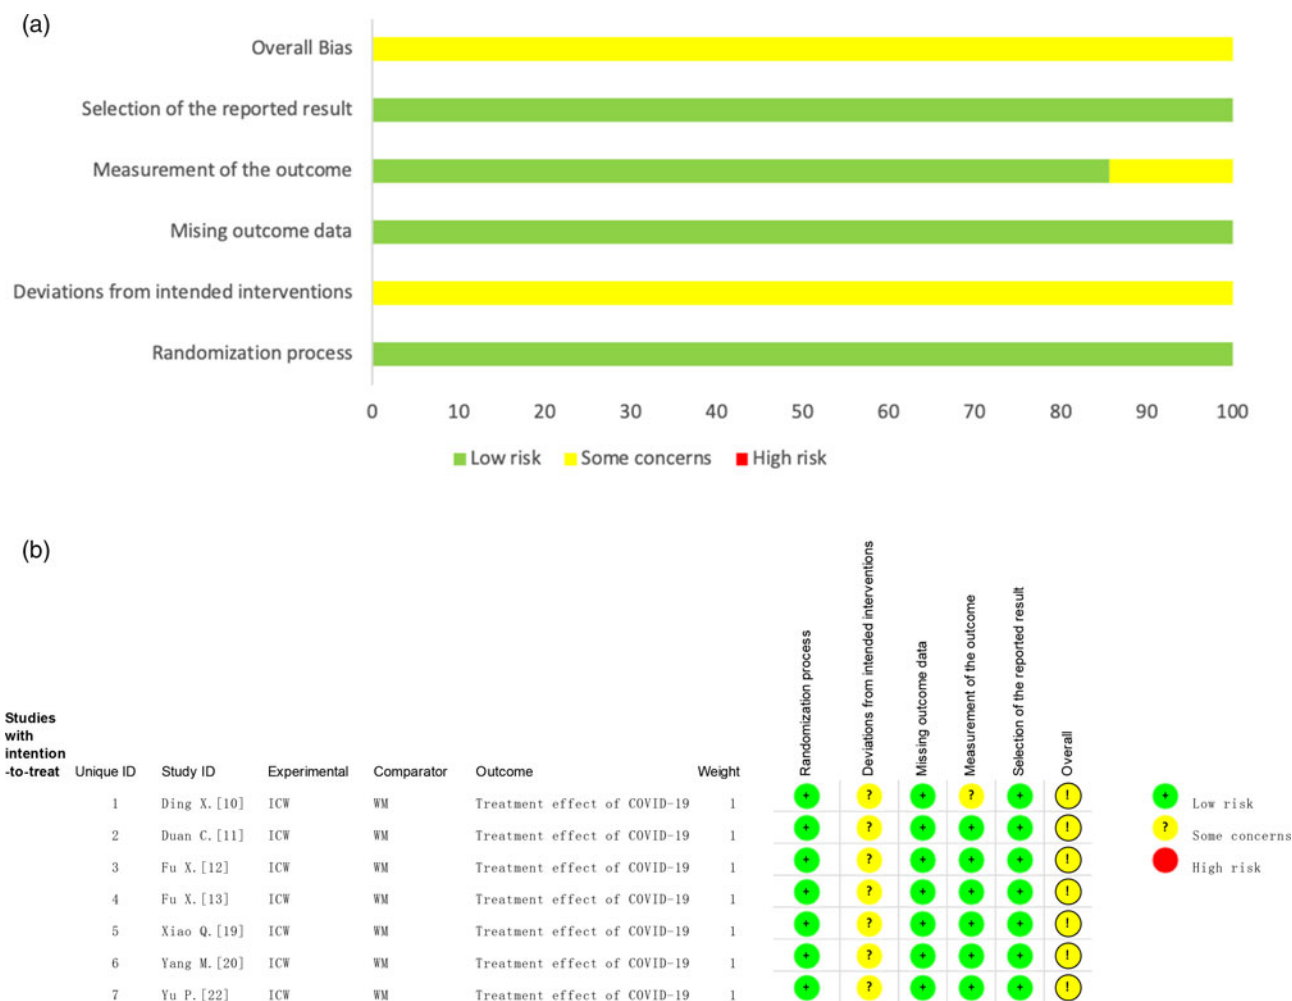 (a)
Overall Bias
Selection of the reported result
Measurement of the outcome
Mising outcome data
Deviations from intended interventions
Randomization process
0 10 20 30 40 50 60 70 80 90 100
Low risk Some concerns High risk
(b)
Randomization process
Deviations from intended interventions
Missing outcome data
Measurement of the outcome
Selection of the reported result
Overall
Studies
with
intention
-to-treat Unique ID Study ID Experimental Comparator Outcome Weight
1 Ding X. [10] ICW WM Treatment effect of COVID-19 1 + ? + ? + !
2 Duan C. [11] ICW WM Treatment effect of COVID-19 1 + ? + + + !
3 Fu X. [12] ICW WM Treatment effect of COVID-19 1 + ? + + + !
4 Fu X. [13] ICW WM Treatment effect of COVID-19 1 + ? + + + !
5 Xiao Q. [19] ICW WM Treatment effect of COVID-19 1 + ? + + + !
6 Yang M. [20] ICW WM Treatment effect of COVID-19 1 + ? + + + !
7 Yu P. [22] ICW WM Treatment effect of COVID-19 1 + ? + + + !
+ Low risk
? Some concerns
High risk